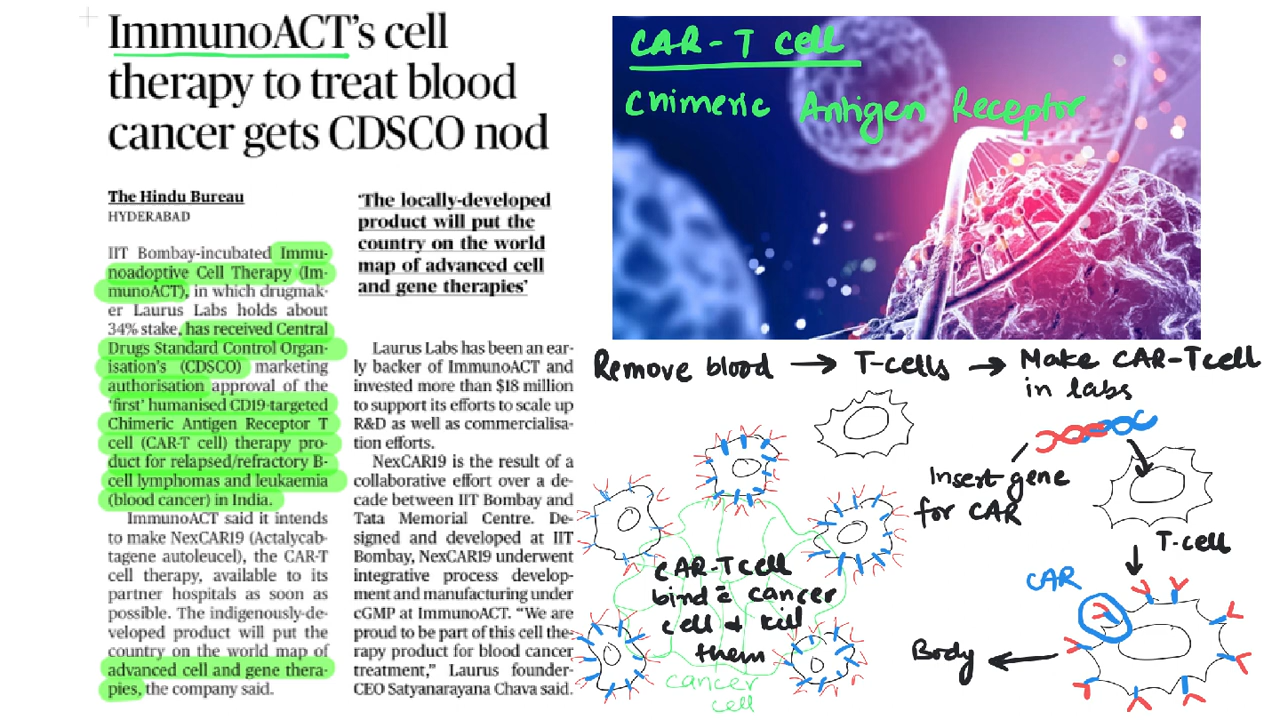 ImmunoACT's cell
therapy to treat blood
cancer gets CDSCO nod
The Hindu Bureau
HYDERABAD
IIT Bombay-incubated Immu-
noadoptive Cell Therapy (Im-
munoACT), in which drugmak-
er Laurus Labs holds about
34% stake, has received Central
Drugs Standard Control Organ-
isation's (CDSCO) marketing
authorisation approval of the
'first' humanised CD19-targeted
Chimeric Antigen Receptor T
cell (CAR-T cell) therapy pro-
duct for relapsed/refractory B-
cell lymphomas and leukaemia
(blood cancer) in India.
ImmunoACT said it intends
to make NexCAR19 (Actalycab-
tagene autoleucel), the CAR-T
cell therapy, available to its
partner hospitals as soon as
possible. The indigenously-de-
veloped product will put the
country on the world map of
advanced cell and gene thera-
pies, the company said.
'The locally-developed
product will put the
country on the world
map of advanced cell
and gene therapies'
Laurus Labs has been an ear-
ly backer of ImmunoACT and
invested more than $18 million
to support its efforts to scale up
R&D as well as commercialisa-
tion efforts.
NexCAR19 is the result of a
collaborative effort over a de-
cade between IIT Bombay and
Tata Memorial Centre. De-
signed and developed at IIT
Bombay, NexCAR19 underwent
integrative process develop-
ment and manufacturing under
cGMP at ImmunoACT. "We are
proud to be part of this cell the-
rapy product for blood cancer
treatment," Laurus founder-
CEO Satyanarayana Chava said.
CAR-T cell
Chimeric Antigen Receptor
Remove blood → T-cells → Make CAR-Tcell
in labs
Insert gene
for CAR
T-cell
CAR
Body
CAR-Tcell
bind c̄ cancer
cell & kill
them
cancer
cell